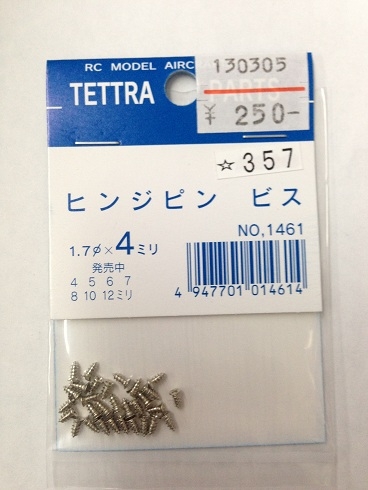 RC MODEL AIRC
130305
TETTRA PARTS
¥ 250-
☆357
ヒンジピン ビス
NO,1461
1.7φ×4ミリ
発売中
4 5 6 7
8 10 12ミリ
4 947701 014614